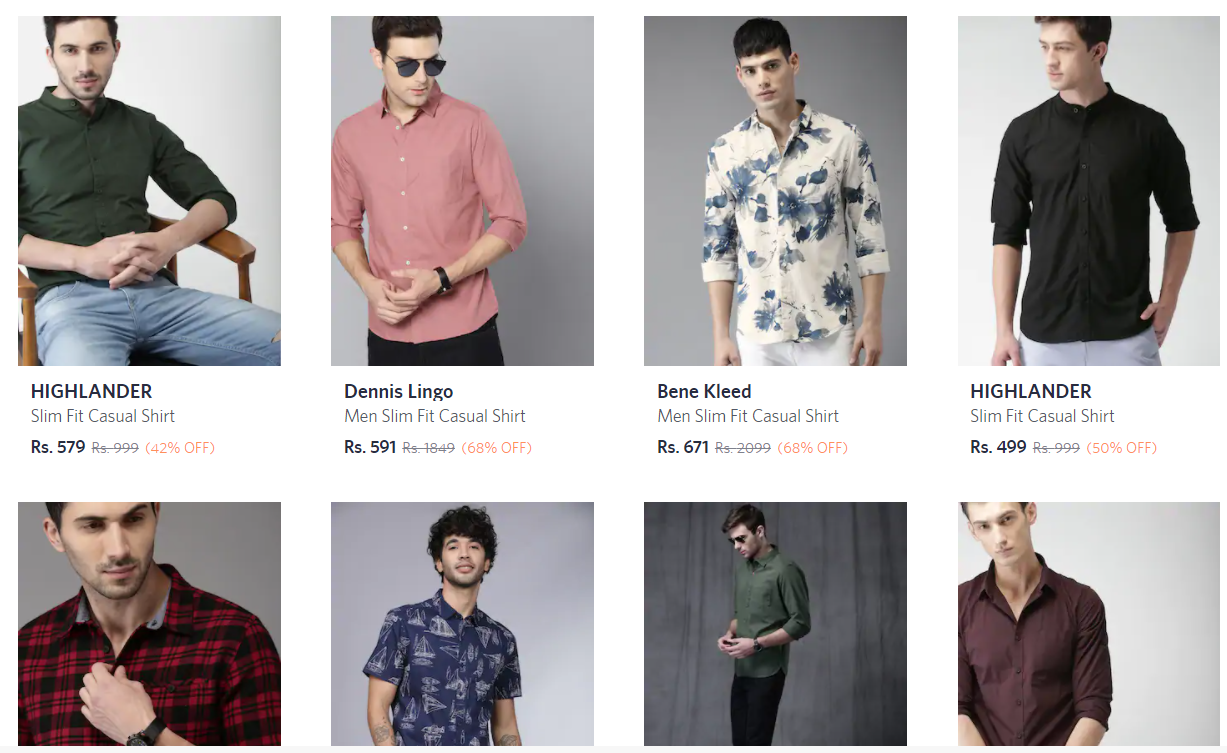 HIGHLANDER
Slim Fit Casual Shirt
Rs. 579 Rs. 999 (42% OFF)
Dennis Lingo
Men Slim Fit Casual Shirt
Rs. 591 Rs. 1849 (68% OFF)
Bene Kleed
Men Slim Fit Casual Shirt
Rs. 671 Rs. 2099 (68% OFF)
HIGHLANDER
Slim Fit Casual Shirt
Rs. 499 Rs. 999 (50% OFF)